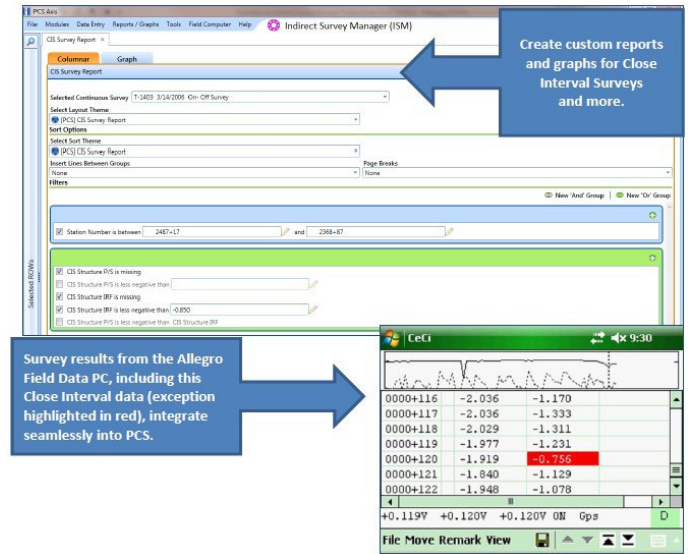 PCS Axis
File Modules Data Entry Reports / Graphs Tools Field Computer Help Indirect Survey Manager (ISM)
CIS Survey Report ×
Columnar Graph
CIS Survey Report
Selected Continuous Survey T-1403 3/14/2006 On- Off Survey
Select Layout Theme
[PCS] CIS Survey Report
Sort Options
Select Sort Theme
[PCS] CIS Survey Report
Insert Lines Between Groups Page Breaks
None None
Filters
New 'And' Group | New 'Or' Group
Station Number is between 2487+17 and 2368+87
CIS Structure P/S is missing
CIS Structure P/S is less negative than
CIS Structure IRF is missing
CIS Structure IRF is less negative than -0.850
CIS Structure P/S is less negative than CIS Structure IRF
Selected ROWs
Create custom reports
and graphs for Close
Interval Surveys
and more.
Survey results from the Allegro
Field Data PC, including this
Close Interval data (exception
highlighted in red), integrate
seamlessly into PCS.
CeCi 9:30
0000+116 -2.036 -1.170
0000+117 -2.036 -1.333
0000+118 -2.029 -1.311
0000+119 -1.977 -1.231
0000+120 -1.919 -0.756
0000+121 -1.840 -1.129
0000+122 -1.948 -1.078
+0.119V +0.120V +0.120V ON Gps D
File Move Remark View